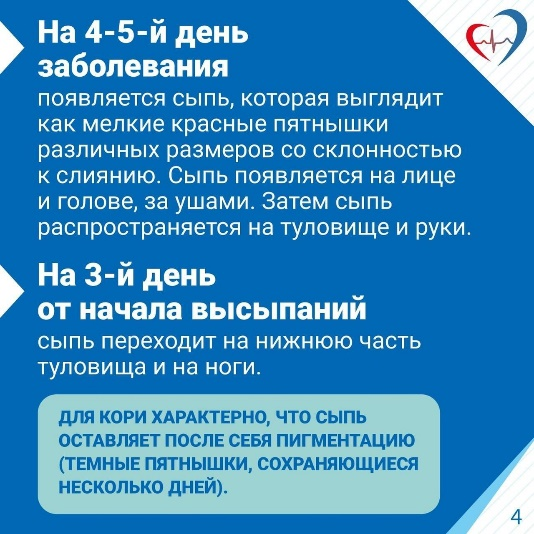 На 4-5-й день
заболевания
появляется сыпь, которая выглядит
как мелкие красные пятнышки
различных размеров со склонностью
к слиянию. Сыпь появляется на лице
и голове, за ушами. Затем сыпь
распространяется на туловище и руки.
На 3-й день
от начала высыпаний
сыпь переходит на нижнюю часть
туловища и на ноги.
ДЛЯ КОРИ ХАРАКТЕРНО, ЧТО СЫПЬ
ОСТАВЛЯЕТ ПОСЛЕ СЕБЯ ПИГМЕНТАЦИЮ
(ТЕМНЫЕ ПЯТНЫШКИ, СОХРАНЯЮЩИЕСЯ
НЕСКОЛЬКО ДНЕЙ).
4